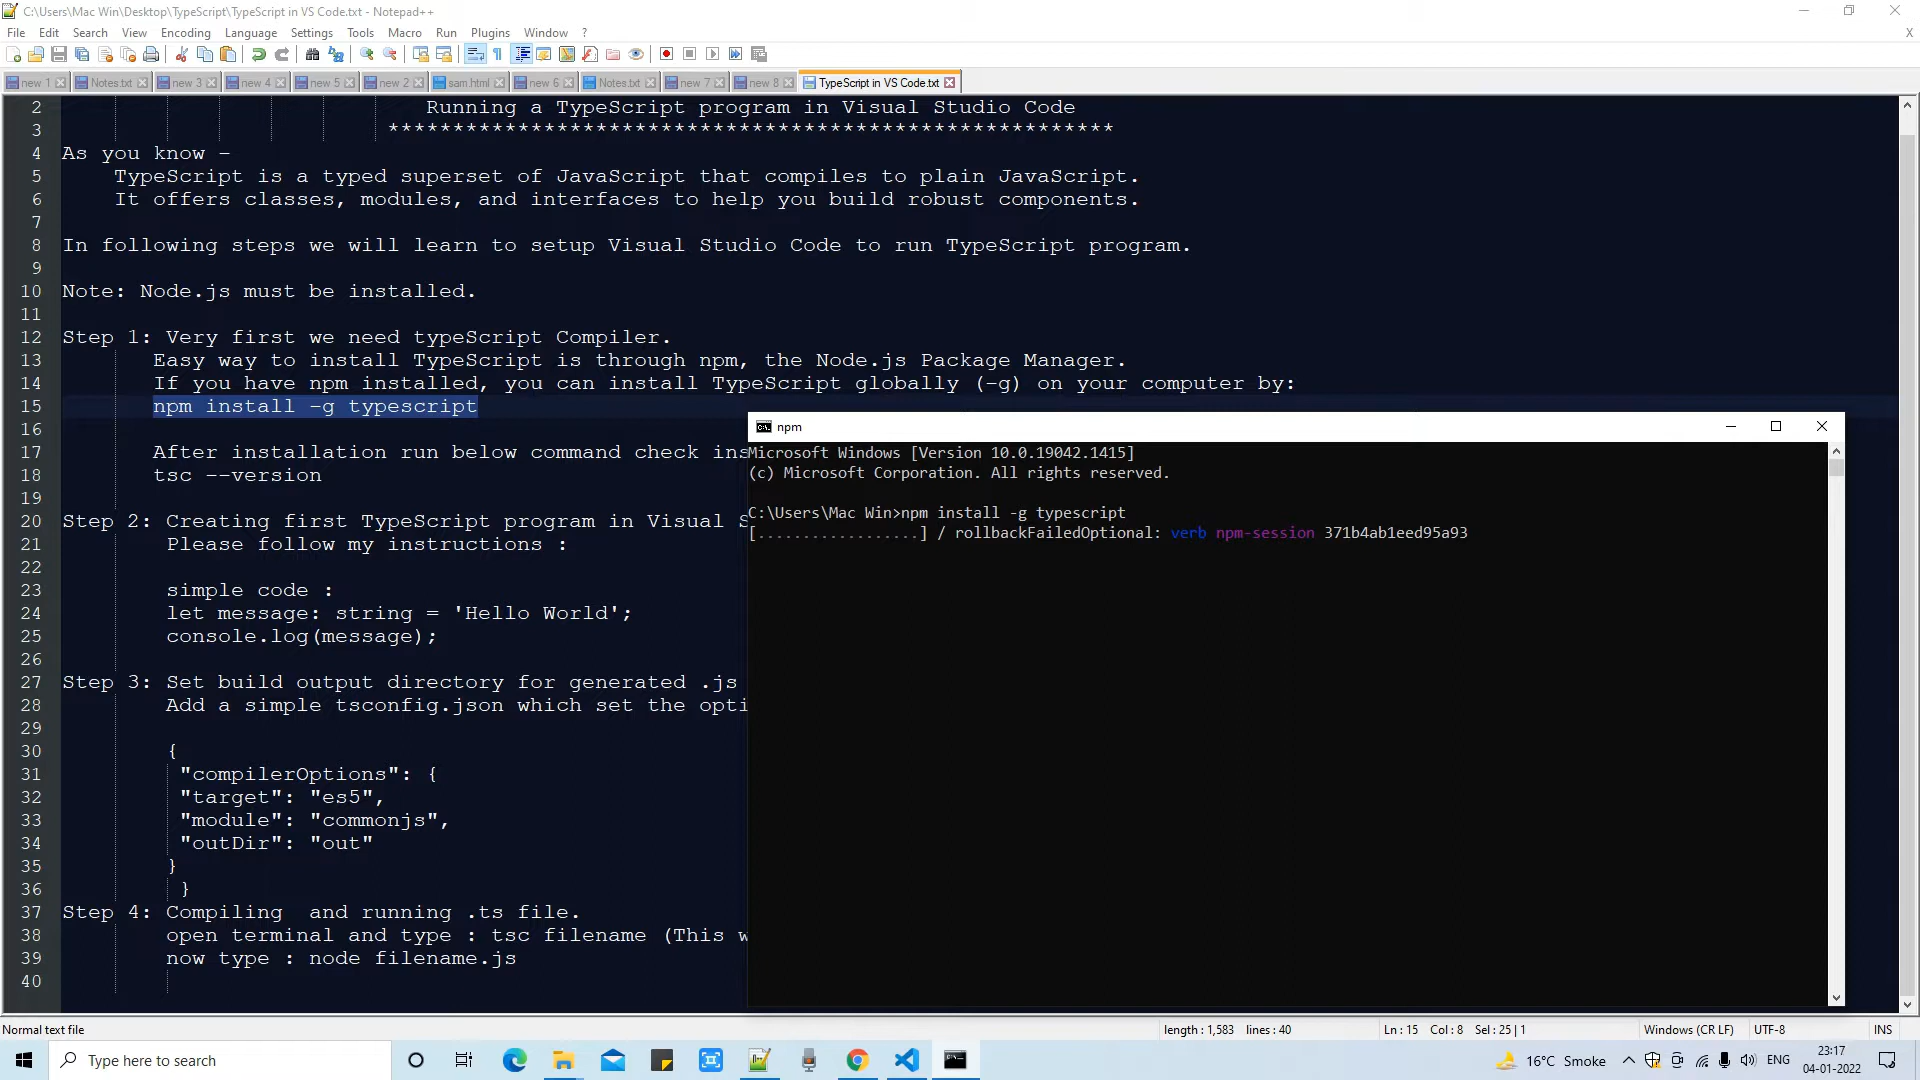 C:\Users\Mac Win\Desktop\TypeScript\TypeScript in VS Code.txt - Notepad++
File Edit Search View Encoding Language Settings Tools Macro Run Plugins Window ? X
new 1 Notes.txt new 3 new 4 new 5 new 2 sam.html new 6 Notes.txt new 7 new 8 TypeScript in VS Code.txt
2 Running a TypeScript program in Visual Studio Code
3 ********************************************************
4 As you know -
5 TypeScript is a typed superset of JavaScript that compiles to plain JavaScript.
6 It offers classes, modules, and interfaces to help you build robust components.
7
8 In following steps we will learn to setup Visual Studio Code to run TypeScript program.
9
10 Note: Node.js must be installed.
11
12 Step 1: Very first we need typeScript Compiler.
13 Easy way to install TypeScript is through npm, the Node.js Package Manager.
14 If you have npm installed, you can install TypeScript globally (-g) on your computer by:
15 npm install -g typescript
16
17 After installation run below command check ins
18 tsc --version
19
20 Step 2: Creating first TypeScript program in Visual S
21 Please follow my instructions :
22
23 simple code :
24 let message: string = 'Hello World';
25 console.log(message);
26
27 Step 3: Set build output directory for generated .js
28 Add a simple tsconfig.json which set the opti
29
30 {
31 "compilerOptions": {
32 "target": "es5",
33 "module": "commonjs",
34 "outDir": "out"
35 }
36 }
37 Step 4: Compiling  and running .ts file.
38 open terminal and type : tsc filename (This w
39 now type : node filename.js
40
npm
Microsoft Windows [Version 10.0.19042.1415]
(c) Microsoft Corporation. All rights reserved.
C:\Users\Mac Win>npm install -g typescript
[..................] / rollbackFailedOptional: verb npm-session 371b4ab1eed95a93
Normal text file length : 1,583 lines : 40 Ln : 15 Col : 8 Sel : 25 | 1 Windows (CR LF) UTF-8 INS
Type here to search 16°C Smoke ENG 23:17
04-01-2022